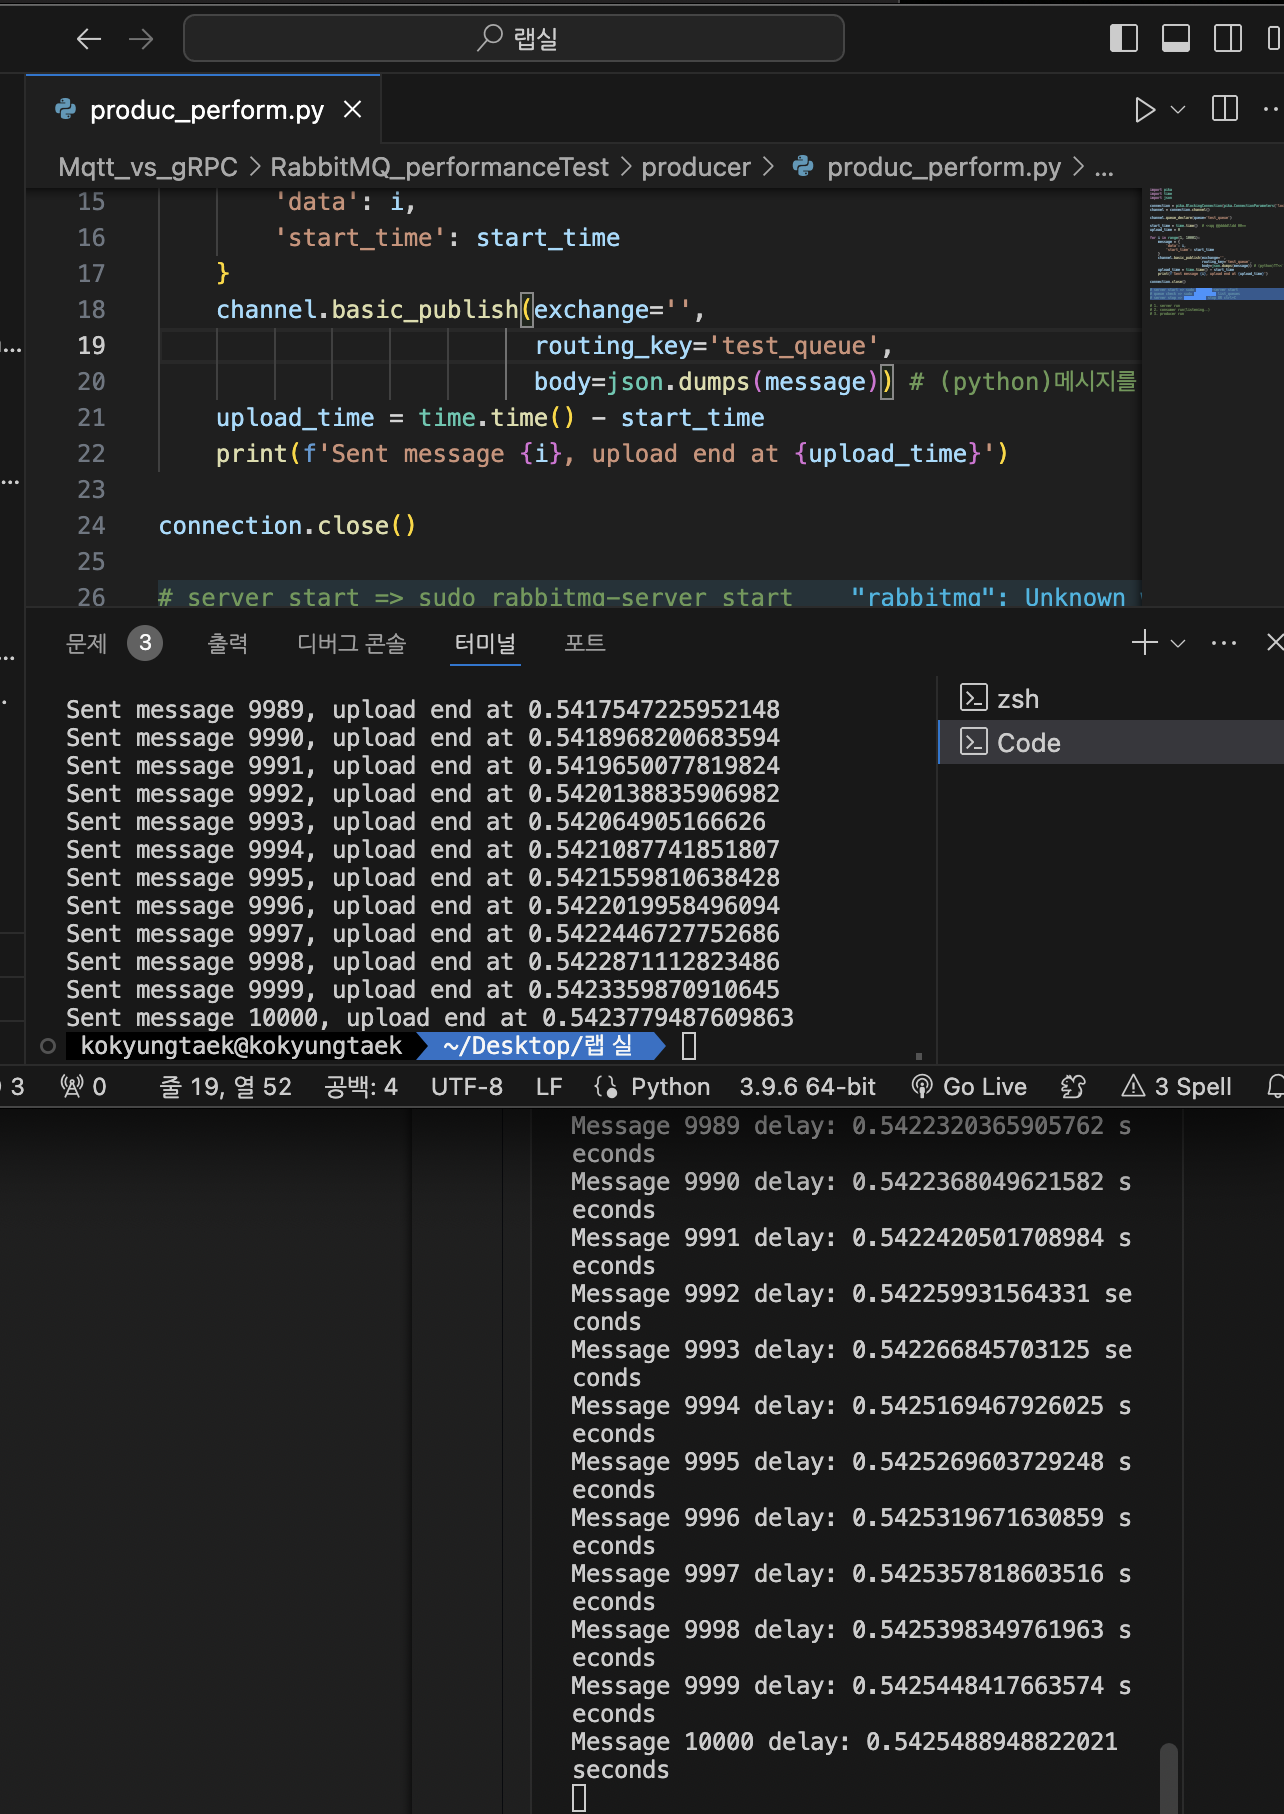 랩실
produc_perform.py
Mqtt_vs_gRPC > RabbitMQ_performanceTest > producer > produc_perform.py > ...
15 'data': i,
16 'start_time': start_time
17 }
18 channel.basic_publish(exchange='',
19 routing_key='test_queue',
20 body=json.dumps(message)) # (python)메시지를
21 upload_time = time.time() - start_time
22 print(f'Sent message {i}, upload end at {upload_time}')
23
24 connection.close()
25
26 # server start => sudo rabbitmq-server start "rabbitmq": Unknown
문제 3 출력 디버그 콘솔 터미널 포트
zsh
Code
Sent message 9989, upload end at 0.5417547225952148
Sent message 9990, upload end at 0.5418968200683594
Sent message 9991, upload end at 0.5419650077819824
Sent message 9992, upload end at 0.5420138835906982
Sent message 9993, upload end at 0.542064905166626
Sent message 9994, upload end at 0.5421087741851807
Sent message 9995, upload end at 0.5421559810638428
Sent message 9996, upload end at 0.5422019958496094
Sent message 9997, upload end at 0.5422446727752686
Sent message 9998, upload end at 0.5422871112823486
Sent message 9999, upload end at 0.5423359870910645
Sent message 10000, upload end at 0.5423779487609863
kokyungtaek@kokyungtaek ~/Desktop/랩 실
3 0 줄 19, 열 52 공백: 4 UTF-8 LF Python 3.9.6 64-bit Go Live 3 Spell
Message 9989 delay: 0.5422320365905762 s
econds
Message 9990 delay: 0.5422368049621582 s
econds
Message 9991 delay: 0.5422420501708984 s
econds
Message 9992 delay: 0.542259931564331 se
conds
Message 9993 delay: 0.542266845703125 se
conds
Message 9994 delay: 0.5425169467926025 s
econds
Message 9995 delay: 0.5425269603729248 s
econds
Message 9996 delay: 0.5425319671630859 s
econds
Message 9997 delay: 0.5425357818603516 s
econds
Message 9998 delay: 0.5425398349761963 s
econds
Message 9999 delay: 0.5425448417663574 s
econds
Message 10000 delay: 0.5425488948822021
seconds